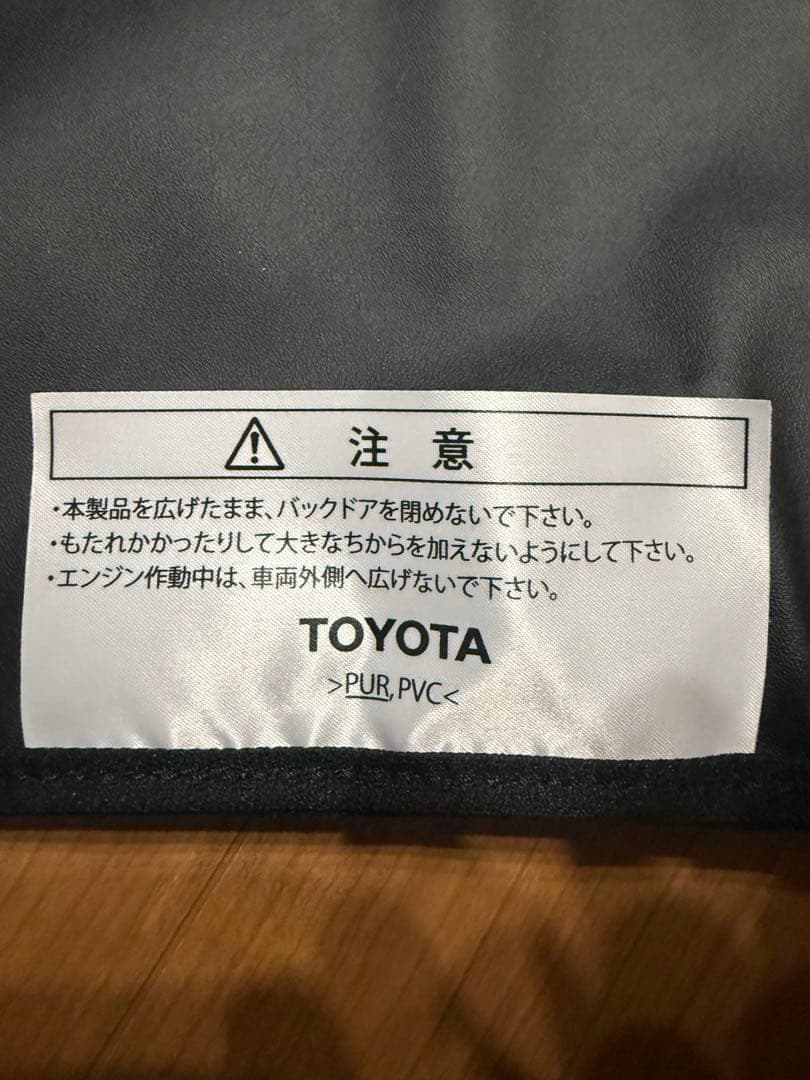 注意
・本製品を広げたまま、バックドアを閉めないで下さい。
・もたれかかったりして大きなちからを加えないようにして下さい。
・エンジン作動中は、車両外側へ広げないで下さい。
TOYOTA
>PUR,PVC<